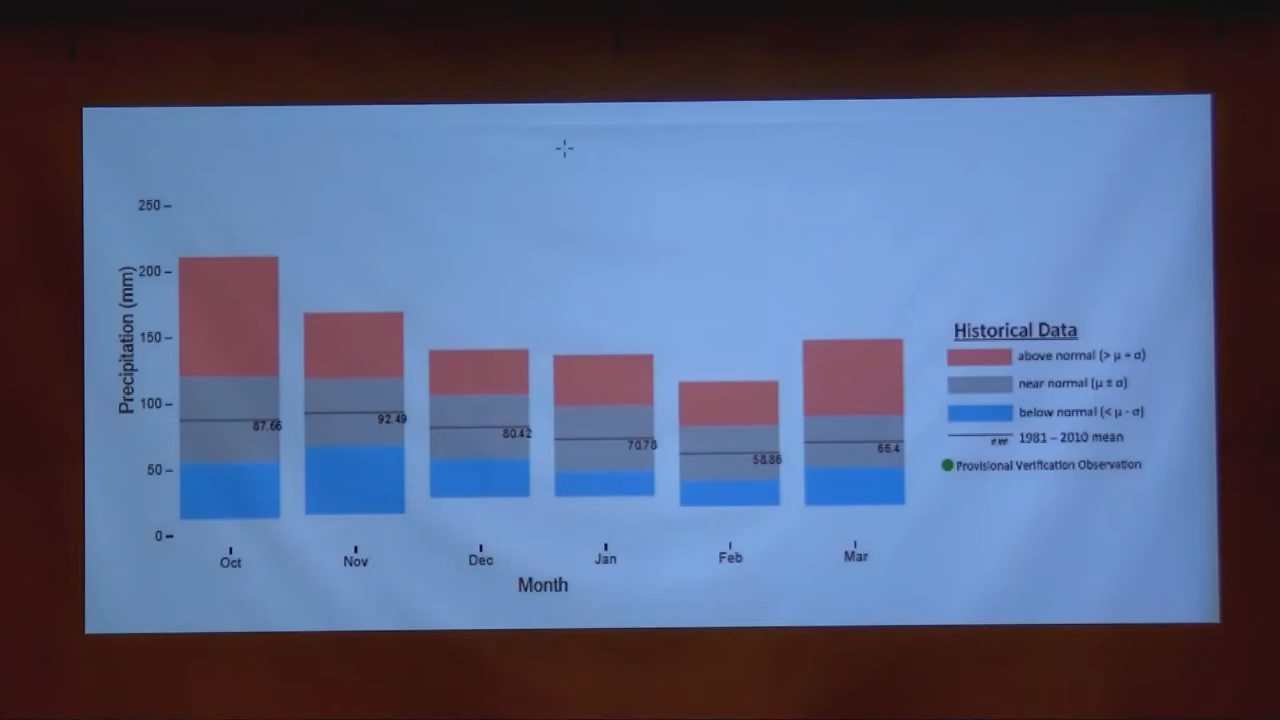 250
200
150
100
50
0
Precipitation (mm)
87.66
92.49
80.42
70.78
58.86
66.4
Oct
Nov
Dec
Jan
Feb
Mar
Month
Historical Data
above normal (> μ + σ)
near normal (μ ± σ)
below normal (< μ - σ)
1981 – 2010 mean
Provisional Verification Observation